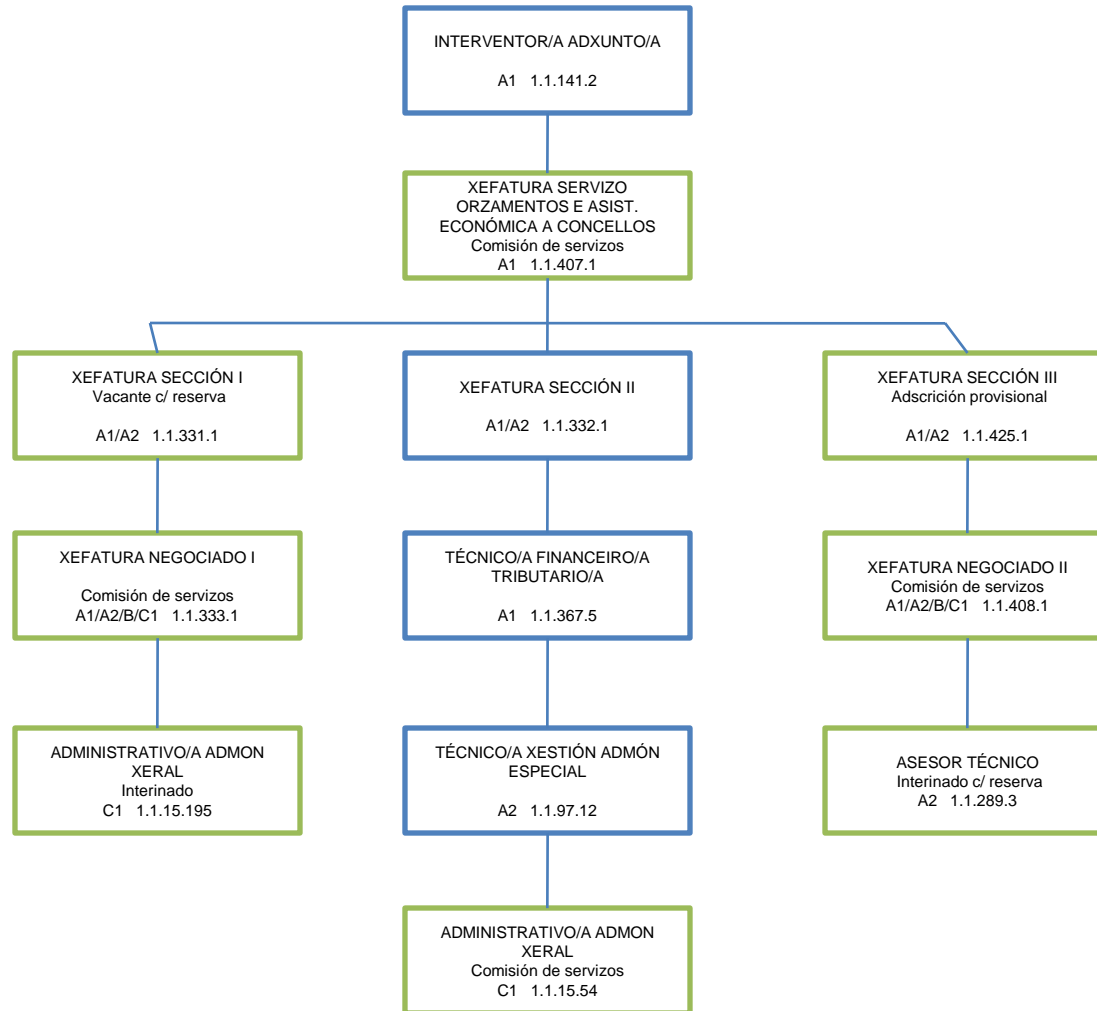 INTERVENTOR/A ADXUNTO/A
A1 1.1.141.2
XEFATURA SERVIZO
ORZAMENTOS E ASIST.
ECONÓMICA A CONCELLOS
Comisión de servizos
A1 1.1.407.1
XEFATURA SECCIÓN I
Vacante c/ reserva
A1/A2 1.1.331.1
XEFATURA SECCIÓN II
A1/A2 1.1.332.1
XEFATURA SECCIÓN III
Adscrición provisional
A1/A2 1.1.425.1
XEFATURA NEGOCIADO I
Comisión de servizos
A1/A2/B/C1 1.1.333.1
TÉCNICO/A FINANCEIRO/A
TRIBUTARIO/A
A1 1.1.367.5
XEFATURA NEGOCIADO II
Comisión de servizos
A1/A2/B/C1 1.1.408.1
ADMINISTRATIVO/A ADMON
XERAL
Interinado
C1 1.1.15.195
TÉCNICO/A XESTIÓN ADMÓN
ESPECIAL
A2 1.1.97.12
ASESOR TÉCNICO
Interinado c/ reserva
A2 1.1.289.3
ADMINISTRATIVO/A ADMON
XERAL
Comisión de servizos
C1 1.1.15.54